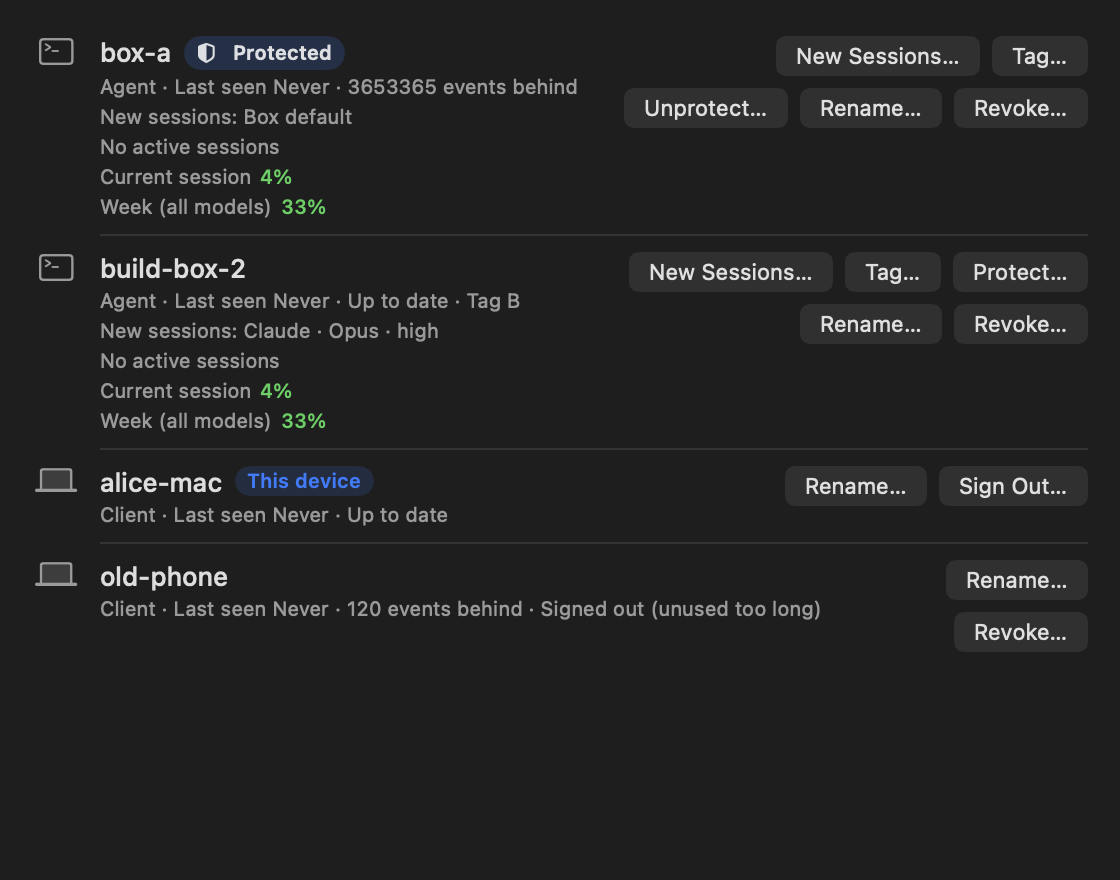 box-a Protected New Sessions... Tag...
Agent · Last seen Never · 3653365 events behind
Unprotect... Rename... Revoke...
New sessions: Box default
No active sessions
Current session 4%
Week (all models) 33%
build-box-2 New Sessions... Tag... Protect...
Agent · Last seen Never · Up to date · Tag B
Rename... Revoke...
New sessions: Claude · Opus · high
No active sessions
Current session 4%
Week (all models) 33%
alice-mac This device Rename... Sign Out...
Client · Last seen Never · Up to date
old-phone Rename...
Client · Last seen Never · 120 events behind · Signed out (unused too long)
Revoke...